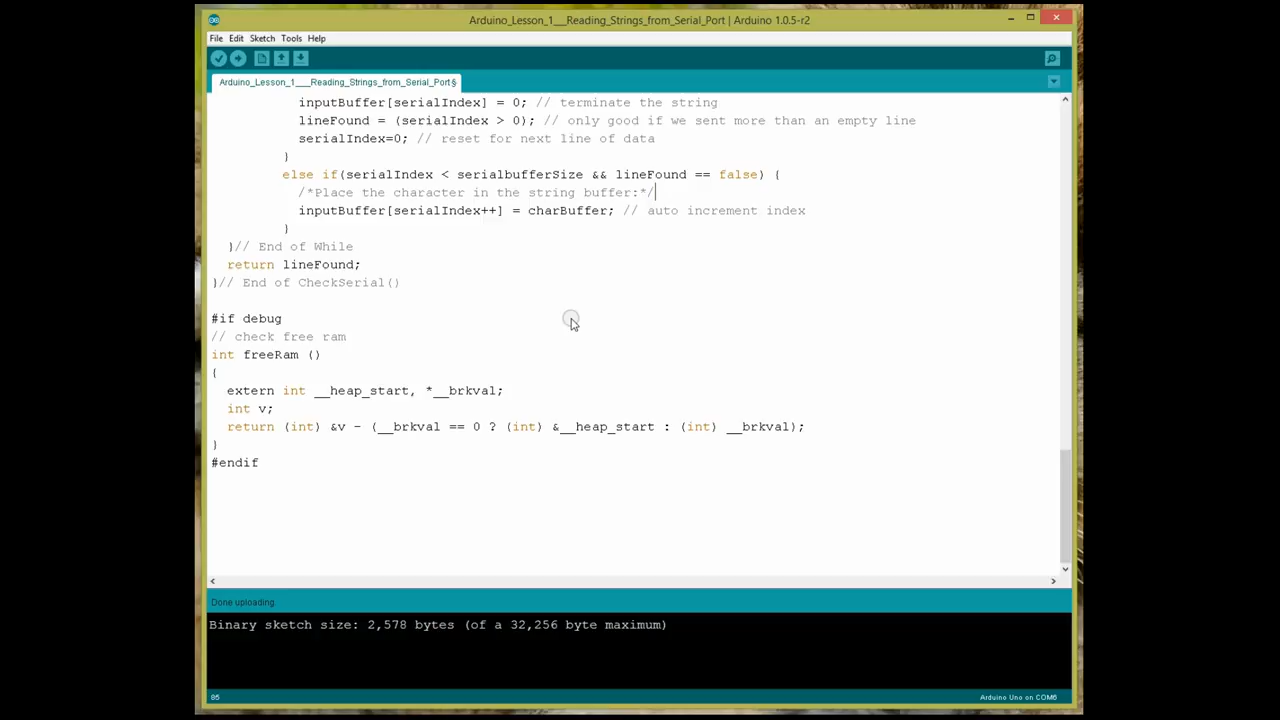 Arduino_Lesson_1__Reading_Strings_from_Serial_Port | Arduino 1.0.5-r2
File Edit Sketch Tools Help
Arduino_Lesson_1__Reading_Strings_from_Serial_Port§
inputBuffer[serialIndex] = 0; // terminate the string
lineFound = (serialIndex > 0); // only good if we sent more than an empty line
serialIndex=0; // reset for next line of data
}
else if(serialIndex < serialbufferSize && lineFound == false) {
/*Place the character in the string buffer:*/
inputBuffer[serialIndex++] = charBuffer; // auto increment index
}
}// End of While
return lineFound;
}// End of CheckSerial()
#if debug
// check free ram
int freeRam ()
{
extern int __heap_start, *__brkval;
int v;
return (int) &v - (__brkval == 0 ? (int) &__heap_start : (int) __brkval);
}
#endif
Done uploading.
Binary sketch size: 2,578 bytes (of a 32,256 byte maximum)
85 Arduino Uno on COM6